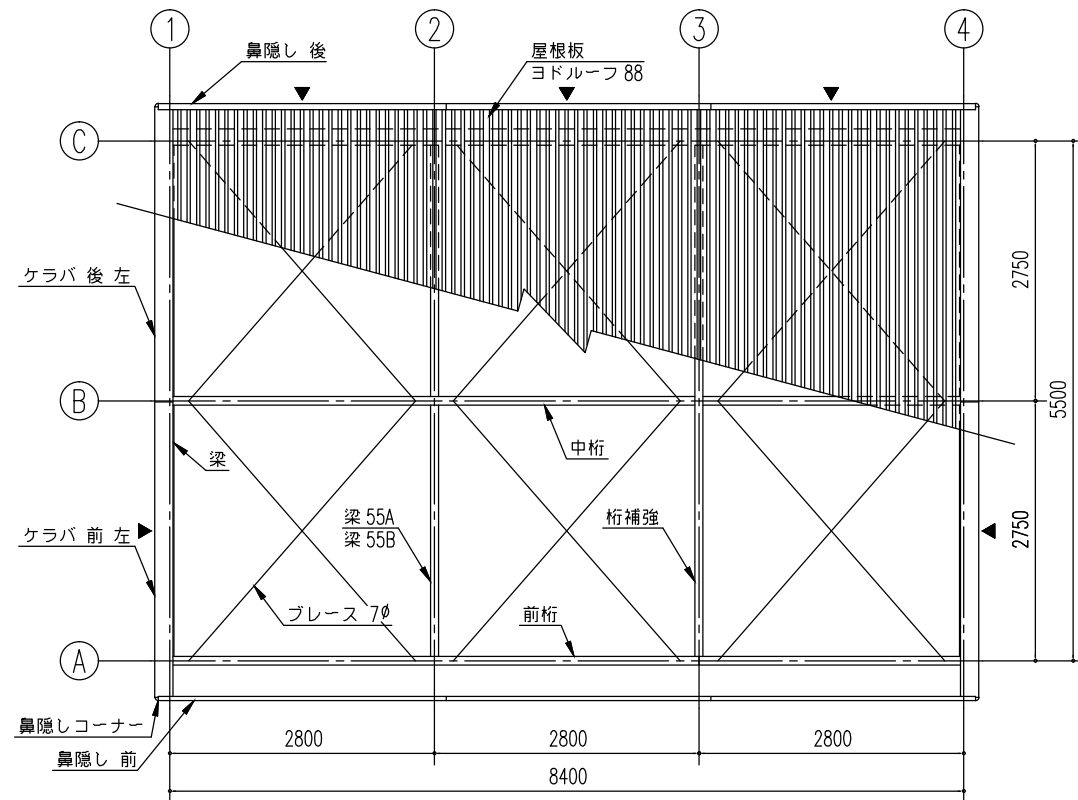 1
2
3
4
鼻隠し 後
屋根板
ヨドルーフ 88
C
2750
ケラバ 後 左
B
5500
中桁
梁
梁 55A
梁 55B
桁補強
ケラバ 前 左
2750
ブレース 7φ
前桁
A
鼻隠しコーナー
鼻隠し 前
2800
2800
2800
8400